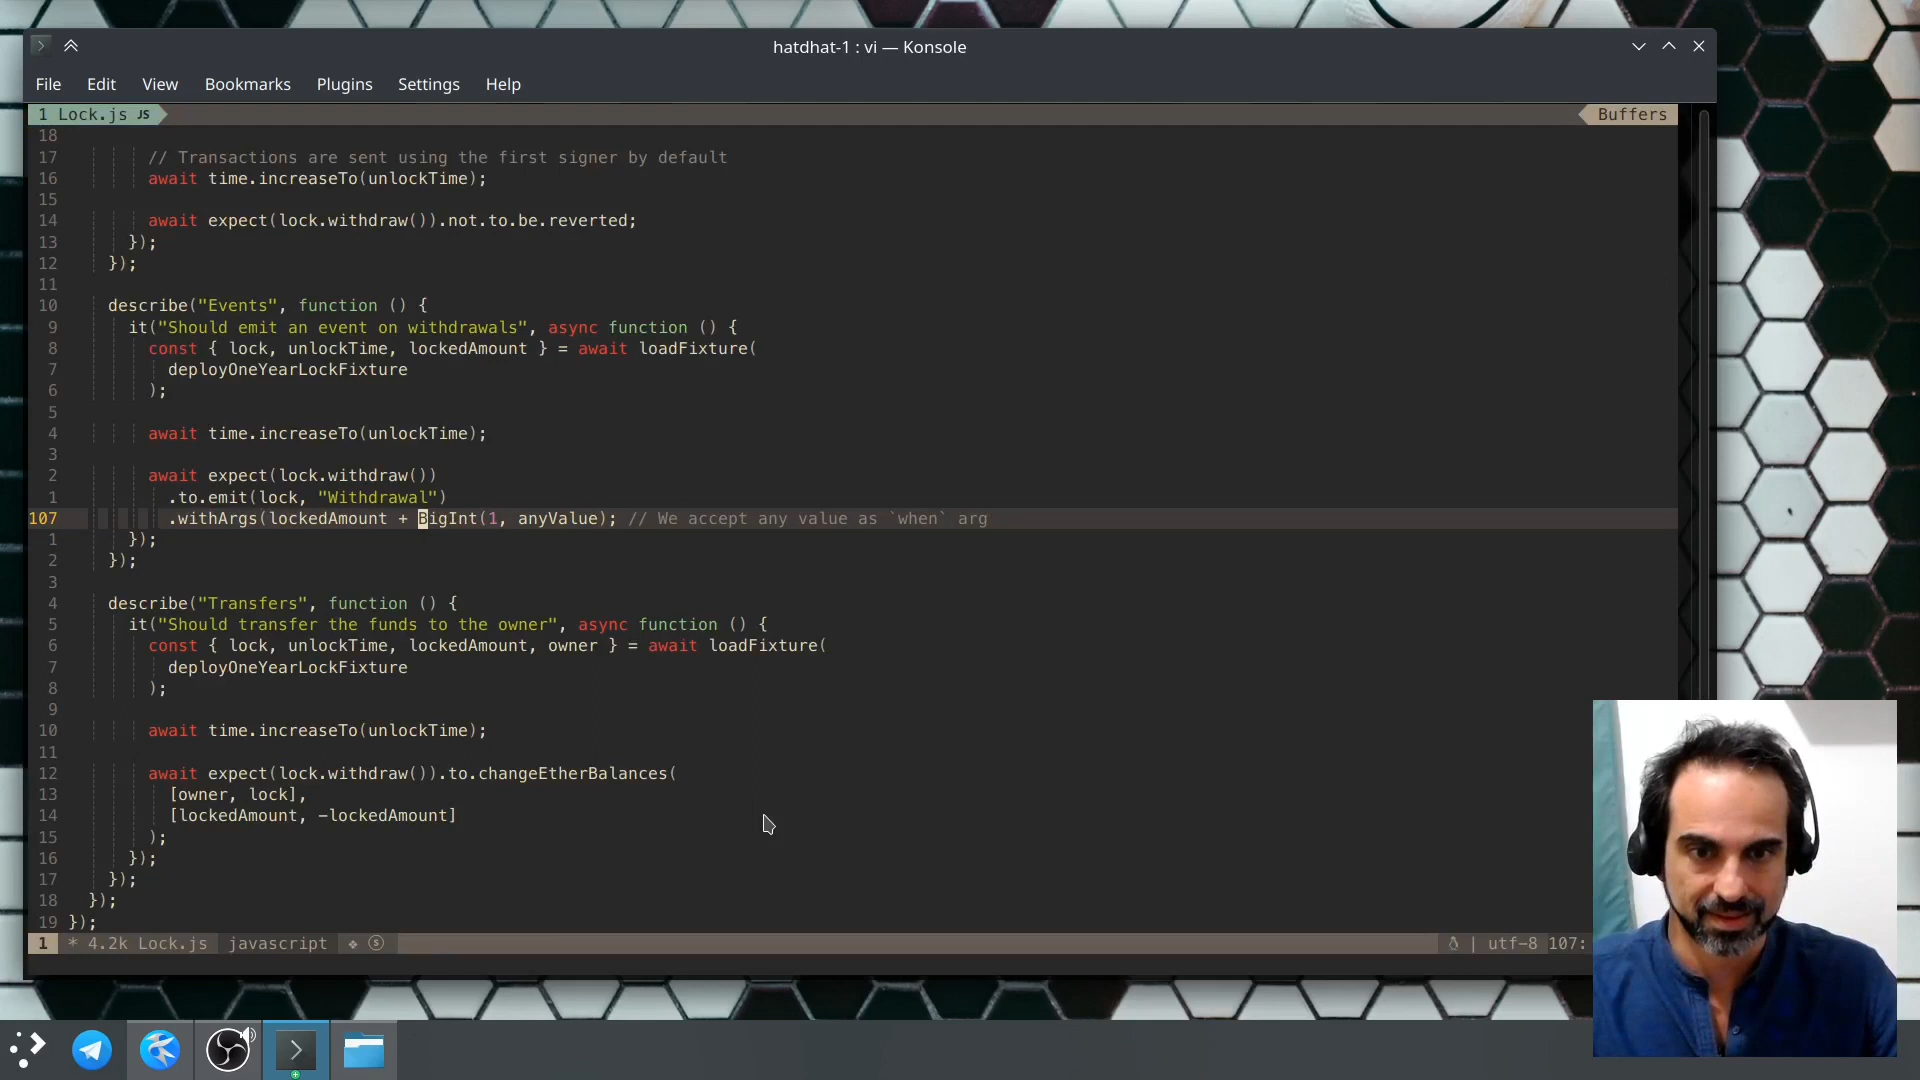 hatdhat-1 : vi — Konsole
File Edit View Bookmarks Plugins Settings Help
1 Lock.js JS Buffers
18
17 // Transactions are sent using the first signer by default
16 await time.increaseTo(unlockTime);
15
14 await expect(lock.withdraw()).not.to.be.reverted;
13 });
12 });
11
10 describe("Events", function () {
9 it("Should emit an event on withdrawals", async function () {
8 const { lock, unlockTime, lockedAmount } = await loadFixture(
7 deployOneYearLockFixture
6 );
5
4 await time.increaseTo(unlockTime);
3
2 await expect(lock.withdraw())
1 .to.emit(lock, "Withdrawal")
107 .withArgs(lockedAmount + BigInt(1, anyValue); // We accept any value as `when` arg
1 });
2 });
3
4 describe("Transfers", function () {
5 it("Should transfer the funds to the owner", async function () {
6 const { lock, unlockTime, lockedAmount, owner } = await loadFixture(
7 deployOneYearLockFixture
8 );
9
10 await time.increaseTo(unlockTime);
11
12 await expect(lock.withdraw()).to.changeEtherBalances(
13 [owner, lock],
14 [lockedAmount, -lockedAmount]
15 );
16 });
17 });
18 });
19 });
1 * 4.2k Lock.js javascript | utf-8 107: